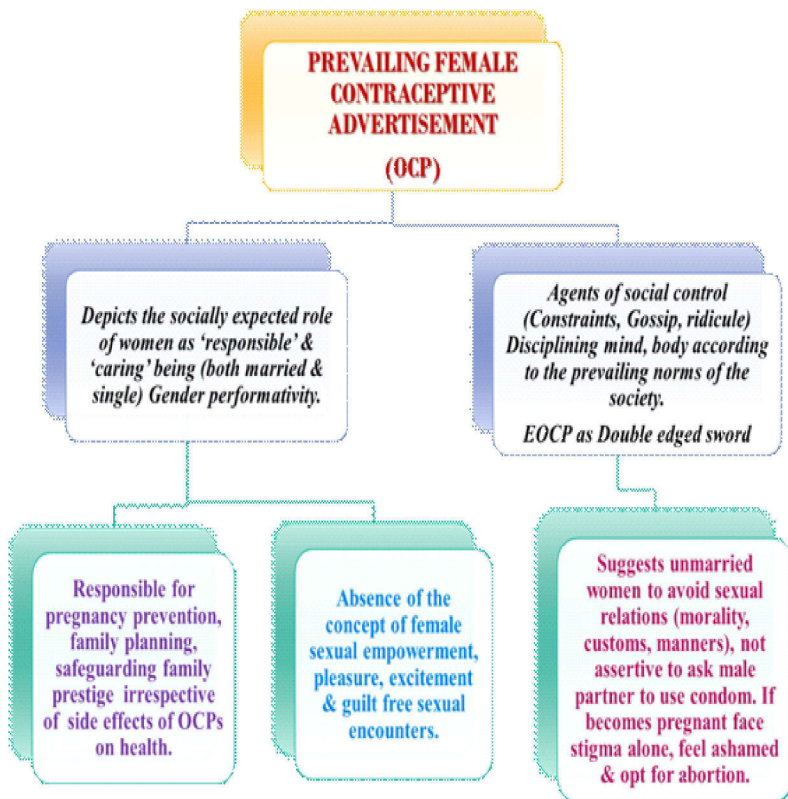 PREVAILING FEMALE
CONTRACEPTIVE
ADVERTISEMENT
(OCP)
Depicts the socially expected role
of women as ‘responsible’ &
‘caring’ being (both married &
single) Gender performativity.
Agents of social control
(Constraints, Gossip, ridicule)
Disciplining mind, body according
to the prevailing norms of the
society.
EOCP as Double edged sword
Responsible for
pregnancy prevention,
family planning,
safeguarding family
prestige irrespective
of side effects of OCPs
on health.
Absence of the
concept of female
sexual empowerment,
pleasure, excitement
& guilt free sexual
encounters.
Suggests unmarried
women to avoid sexual
relations (morality,
customs, manners), not
assertive to ask male
partner to use condom. If
becomes pregnant face
stigma alone, feel ashamed
& opt for abortion.